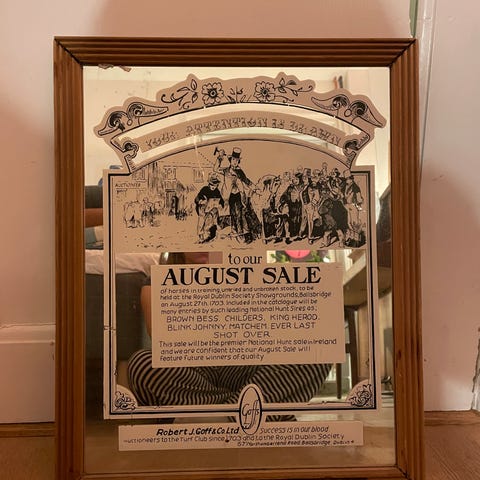 YOUR ATTENTION IS DRAWN
AUCTIONEER
to our
AUGUST SALE
of horses in training, untried and unbroken stock, to be
held at the Royal Dublin Society Showgrounds, Ballsbridge
on August 27th, 1703. Included in the catalogue will be
many entries by such leading National Hunt Sires as;
BROWN BESS, CHILDERS, KING HEROD,
BLINK JOHNNY, MATCHEM, EVER LAST
SHOT OVER.
This sale will be the premier National Hunt sale in Ireland
and we are confident that our August Sale will
feature future winners of quality
Goffs
Robert J. Goff & Co. Ltd Success is in our blood.
Auctioneers to the Turf Club since 1703 and to the Royal Dublin Society
57 Northumberland Road, Ballsbridge, Dublin 4